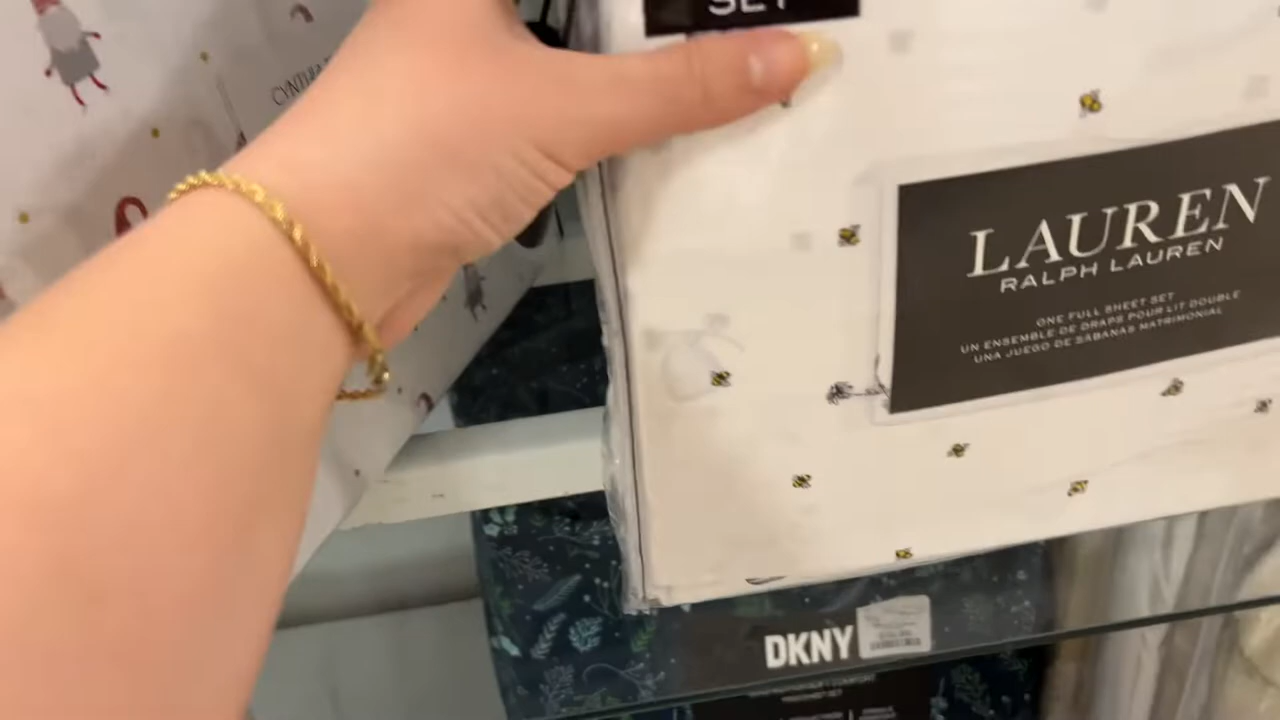 SET
CYNTHIA
LAUREN
RALPH LAUREN
ONE FULL SHEET SET
UN ENSEMBLE DE DRAPS POUR LIT DOUBLE
UNA JUEGO DE SABANAS MATRIMONIAL
DKNY